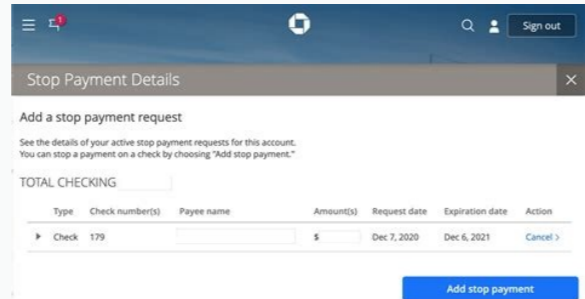 1
Sign out
Stop Payment Details
Add a stop payment request
See the details of your active stop payment requests for this account.
You can stop a payment on a check by choosing "Add stop payment."
TOTAL CHECKING
Type Check number(s) Payee name Amount(s) Request date Expiration date Action
Check 179 $ Dec 7, 2020 Dec 6, 2021 Cancel >
Add stop payment